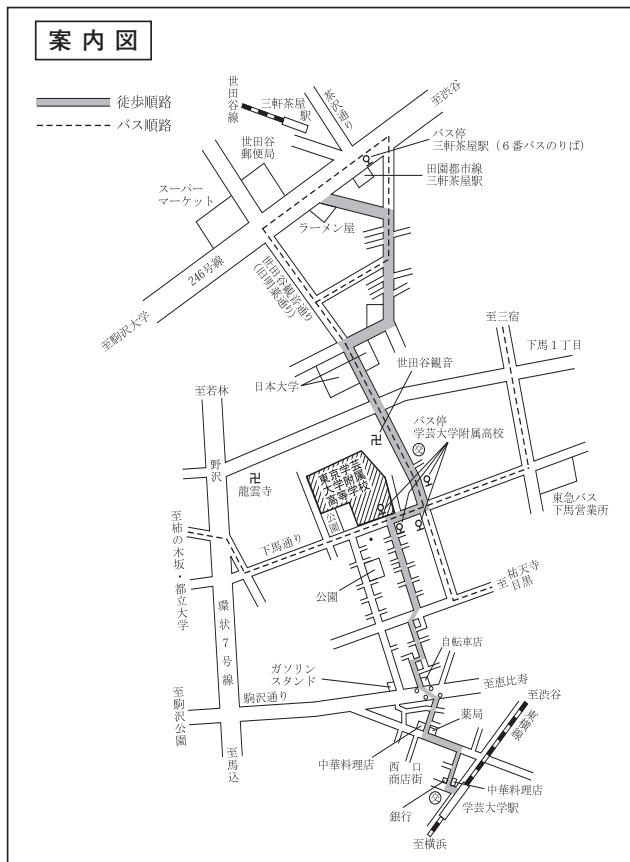 案内図
徒歩順路
バス順路
世田谷線
三軒茶屋駅
茶沢通り
至渋谷
世田谷
郵便局
バス停
三軒茶屋駅（６番バスのりば）
田園都市線
三軒茶屋駅
スーパー
マーケット
ラーメン屋
246号線
世田谷観音通り
（旧明薬通り）
至駒沢大学
至三宿
下馬１丁目
世田谷観音
日本大学
至若林
バス停
学芸大学附属高校
交
卍
野沢
卍
龍雲寺
東京学芸
大学附属
高等学校
公園
東急バス
下馬営業所
至柿の木坂・都立大学
下馬通り
公園
至
祐天寺
目黒
環状７号線
自転車店
ガソリン
スタンド
駒沢通り
至恵比寿
至渋谷
至駒沢公園
東横線
薬局
至馬込
中華料理店
西口
商店街
中華料理店
銀行
交
学芸大学駅
至横浜